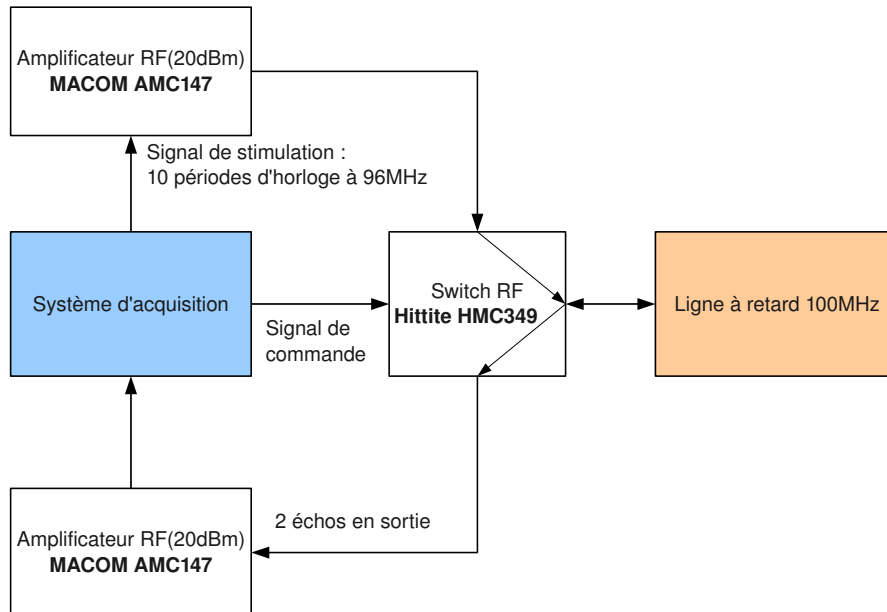 Amplificateur RF(20dBm)
MACOM AMC147
Signal de stimulation :
10 périodes d'horloge à 96MHz
Système d'acquisition
Signal de
commande
Switch RF
Hittite HMC349
Ligne à retard 100MHz
2 échos en sortie
Amplificateur RF(20dBm)
MACOM AMC147